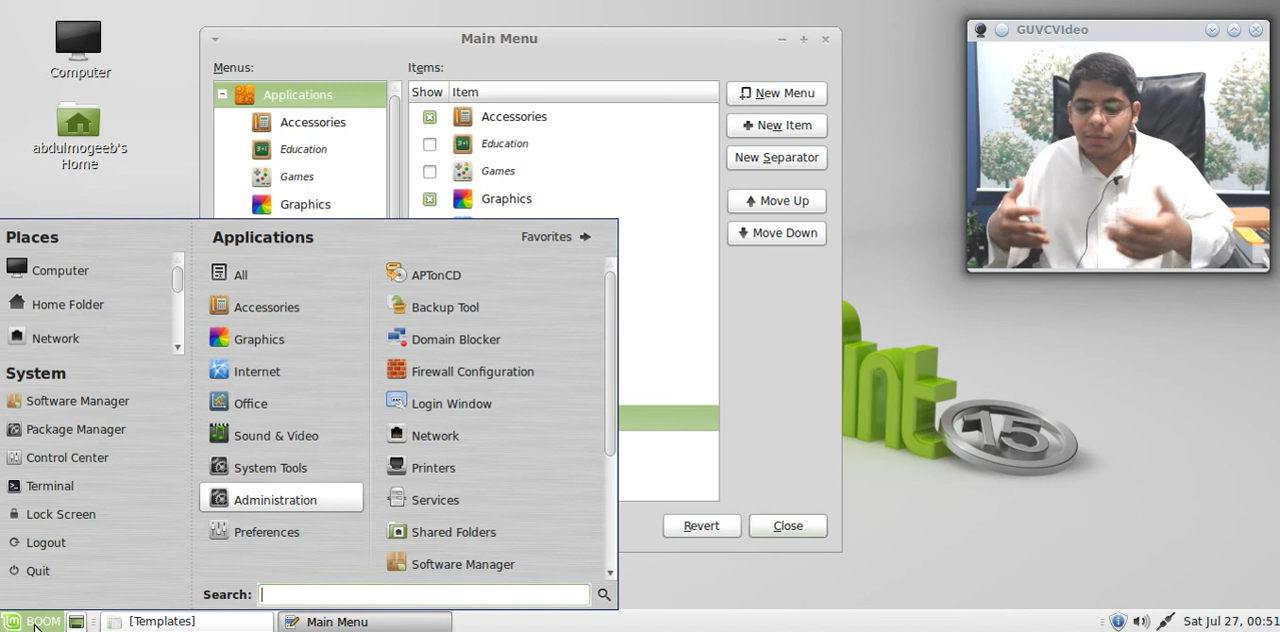 Computer
abdulmogeeb's
Home
Main Menu
Menus:
Applications
Accessories
Education
Games
Graphics
Items:
Show Item
Accessories
Education
Games
Graphics
New Menu
New Item
New Separator
Move Up
Move Down
Revert
Close
GUVCVideo
Places
Computer
Home Folder
Network
System
Software Manager
Package Manager
Control Center
Terminal
Lock Screen
Logout
Quit
Applications
Favorites
All
Accessories
Graphics
Internet
Office
Sound & Video
System Tools
Administration
Preferences
APTonCD
Backup Tool
Domain Blocker
Firewall Configuration
Login Window
Network
Printers
Services
Shared Folders
Software Manager
Search:
int
15
BOOM
[Templates]
Main Menu
Sat Jul 27, 00:51